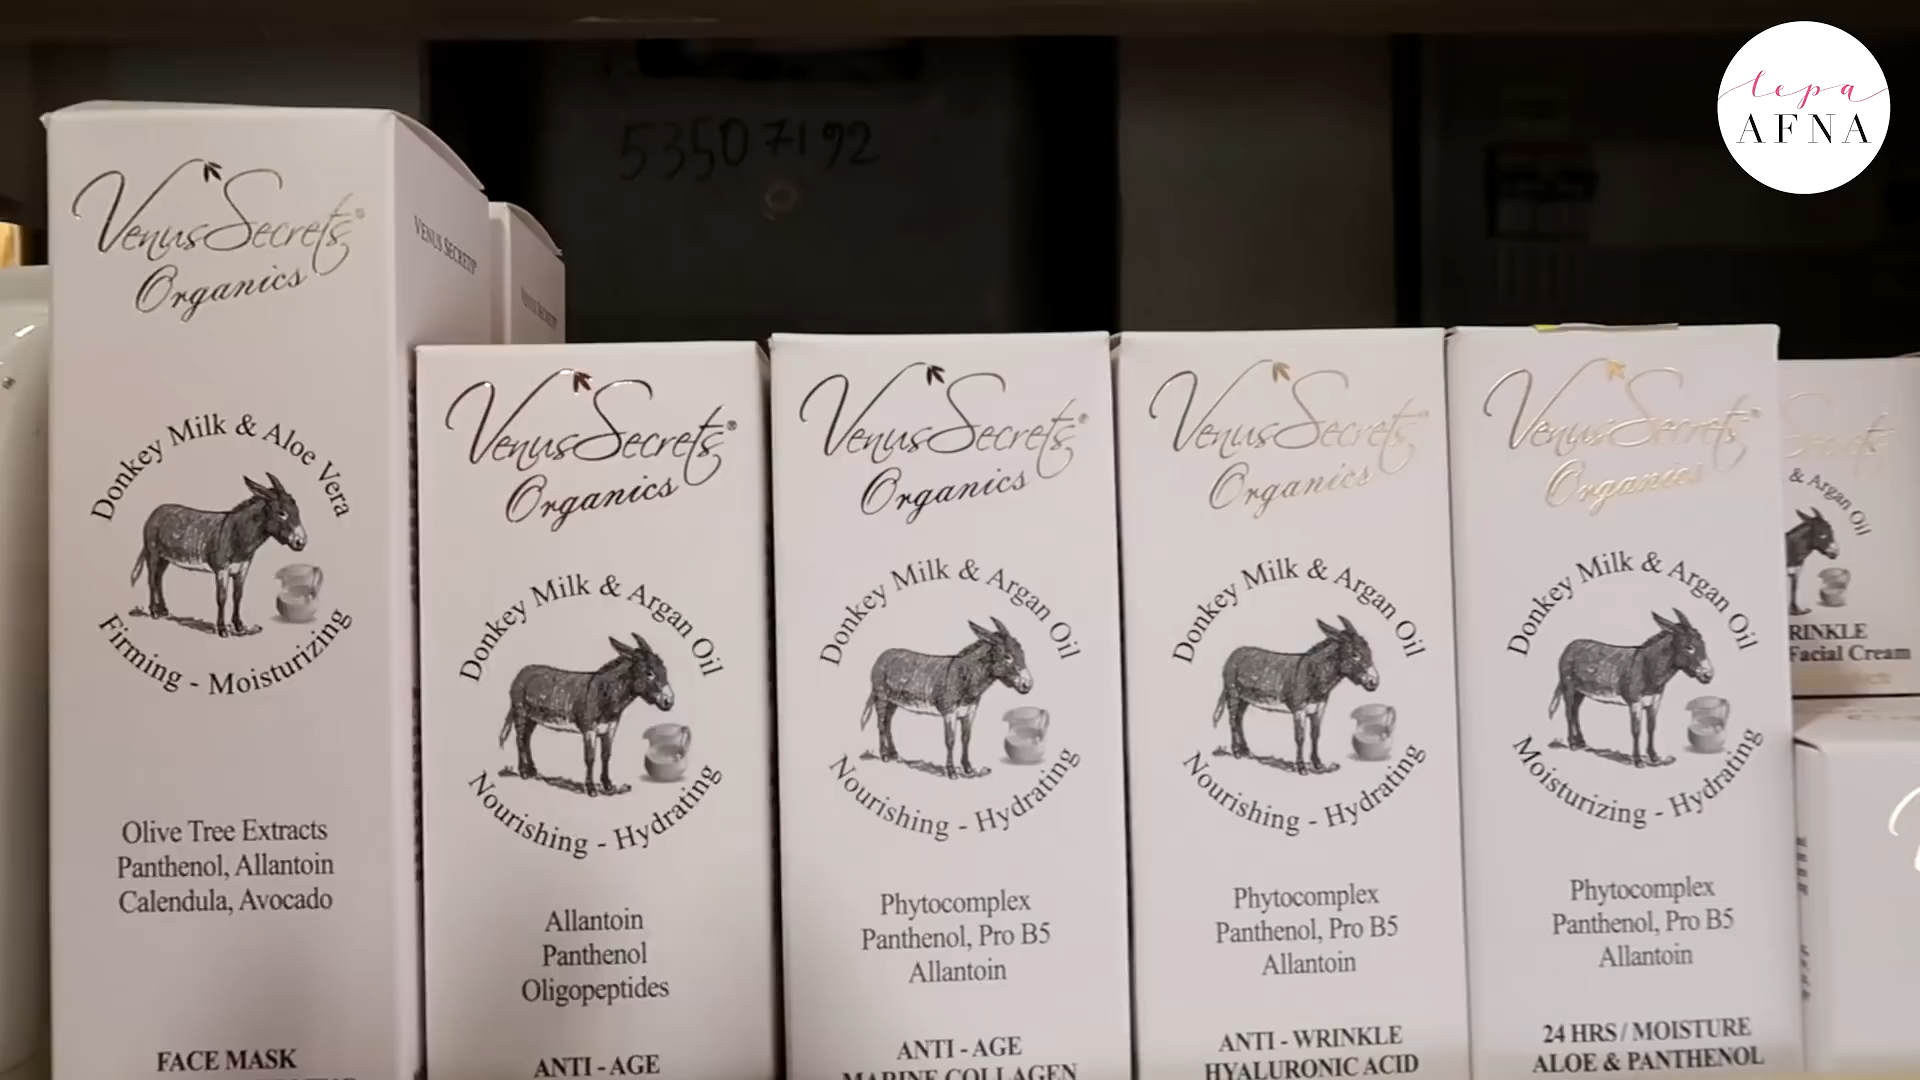 lepa
AFNA
53507192
Venus Secrets®
Organics
Donkey Milk & Aloe Vera
Firming - Moisturizing
Olive Tree Extracts
Panthenol, Allantoin
Calendula, Avocado
FACE MASK
VENUS SECRETS®
VENUS SECRETS®
Venus Secrets®
Organics
Donkey Milk & Argan Oil
Nourishing - Hydrating
Allantoin
Panthenol
Oligopeptides
ANTI - AGE
Venus Secrets®
Organics
Donkey Milk & Argan Oil
Nourishing - Hydrating
Phytocomplex
Panthenol, Pro B5
Allantoin
ANTI - AGE
MARINE COLLAGEN
Venus Secrets®
Organics
Donkey Milk & Argan Oil
Nourishing - Hydrating
Phytocomplex
Panthenol, Pro B5
Allantoin
ANTI - WRINKLE
HYALURONIC ACID
Venus Secrets®
Organics
Donkey Milk & Argan Oil
Moisturizing - Hydrating
Phytocomplex
Panthenol, Pro B5
Allantoin
24 HRS / MOISTURE
ALOE & PANTHENOL
Secrets
& Argan Oil
RINKLE
Facial Cream